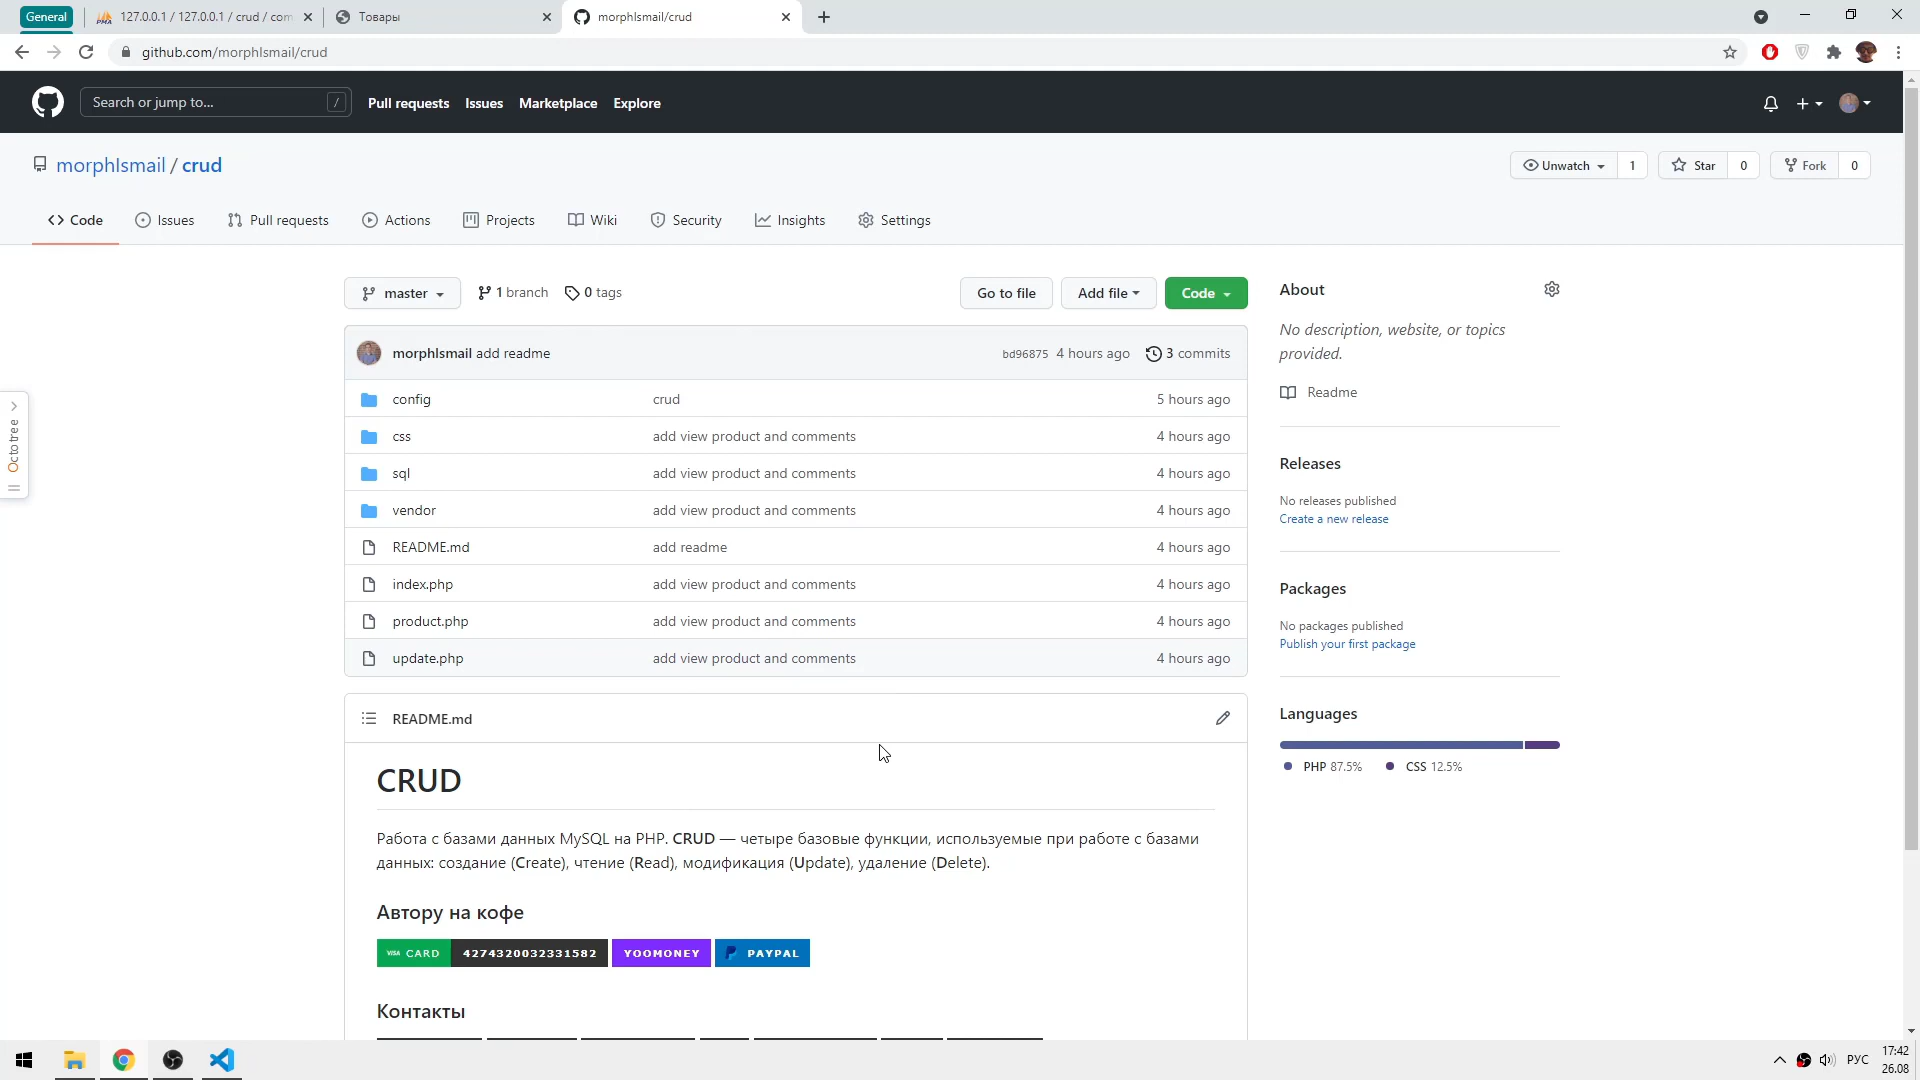 General
127.0.0.1 / 127.0.0.1 / crud / com
Товары
morphIsmail/crud
github.com/morphIsmail/crud
Search or jump to...
/
Pull requests
Issues
Marketplace
Explore
morphIsmail / crud
Unwatch
1
Star
0
Fork
0
Code
Issues
Pull requests
Actions
Projects
Wiki
Security
Insights
Settings
master
1 branch
0 tags
Go to file
Add file
Code
About
No description, website, or topics
provided.
Readme
morphIsmail add readme
bd96875 4 hours ago
3 commits
config
crud
5 hours ago
css
add view product and comments
4 hours ago
sql
add view product and comments
4 hours ago
vendor
add view product and comments
4 hours ago
README.md
add readme
4 hours ago
index.php
add view product and comments
4 hours ago
product.php
add view product and comments
4 hours ago
update.php
add view product and comments
4 hours ago
Octotree
Releases
No releases published
Create a new release
Packages
No packages published
Publish your first package
Languages
PHP 87.5%
CSS 12.5%
README.md
CRUD
Работа с базами данных MySQL на PHP. CRUD — четыре базовые функции, используемые при работе с базами
данных: создание (Create), чтение (Read), модификация (Update), удаление (Delete).
Автору на кофе
VISA CARD 4274320032331582
YOOMONEY
PAYPAL
Контакты
РУС
17:42
26.08